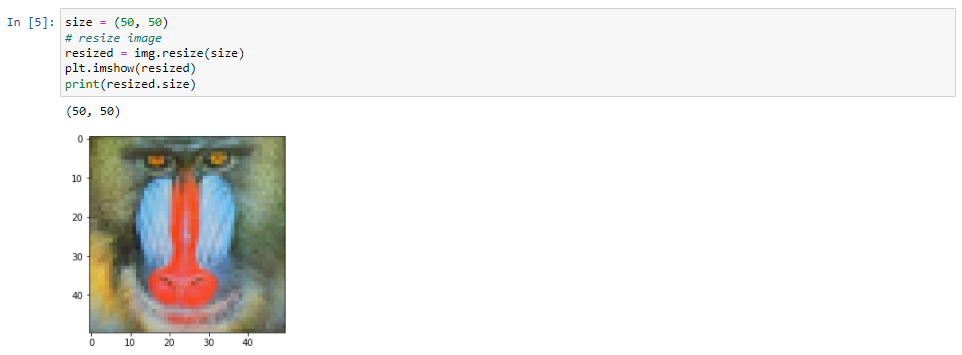 In [5]: size = (50, 50)
# resize image
resized = img.resize(size)
plt.imshow(resized)
print(resized.size)
(50, 50)
0
10
20
30
40
0 10 20 30 40